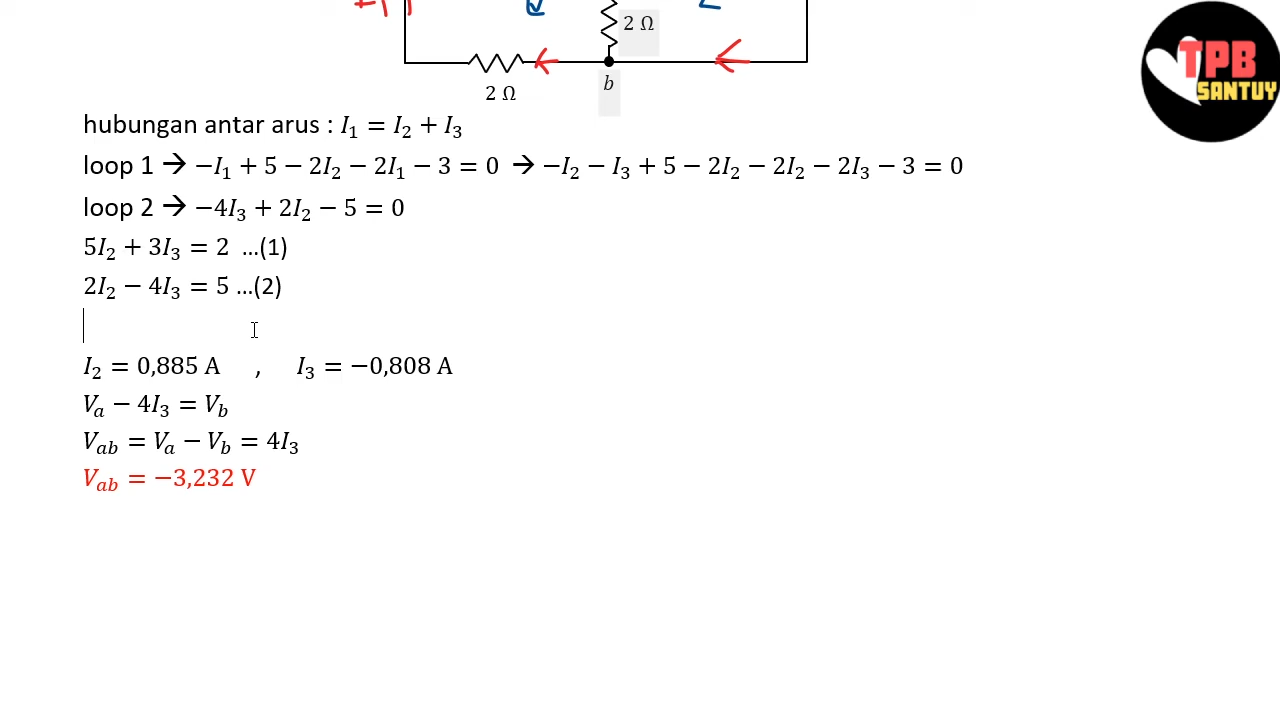 2 Ω
2 Ω
b
TPB
SANTUY
hubungan antar arus : I₁ = I₂ + I₃
loop 1 → −I₁ + 5 − 2I₂ − 2I₁ − 3 = 0 → −I₂ − I₃ + 5 − 2I₂ − 2I₂ − 2I₃ − 3 = 0
loop 2 → −4I₃ + 2I₂ − 5 = 0
5I₂ + 3I₃ = 2 ...(1)
2I₂ − 4I₃ = 5 ...(2)
I₂ = 0,885 A , I₃ = −0,808 A
Vₐ − 4I₃ = V_b
V_ab = Vₐ − V_b = 4I₃
V_ab = −3,232 V